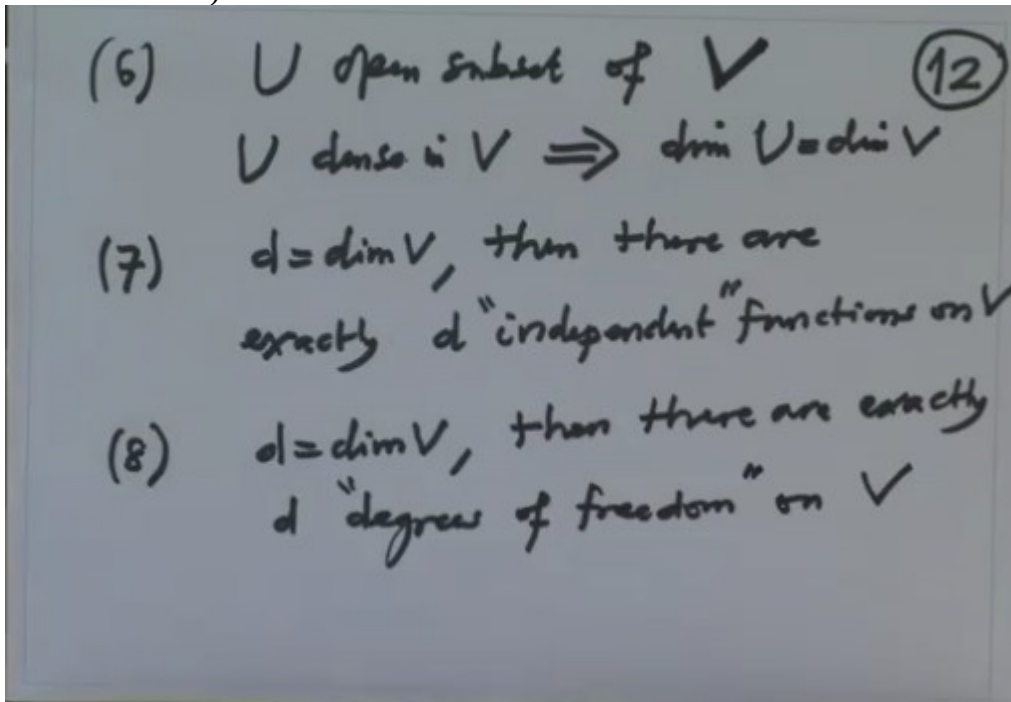 (6) U open subset of V (12)
U dense in V ⇒ dim U = dim V
(7) d = dim V, then there are
exactly d "independent" functions on V
(8) d = dim V, then there are exactly
d "degrees of freedom" on V